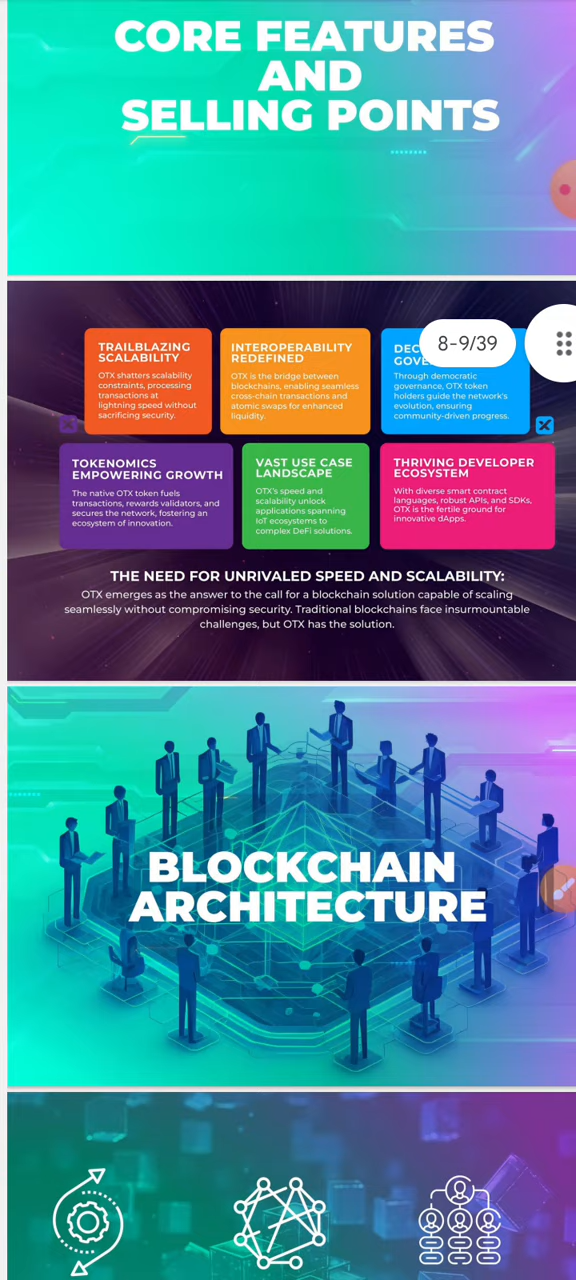 CORE FEATURES
AND
SELLING POINTS
8-9/39
TRAILBLAZING
SCALABILITY
OTX shatters scalability
constraints, processing
transactions at
lightning speed without
sacrificing security.
INTEROPERABILITY
REDEFINED
OTX is the bridge between
blockchains, enabling seamless
cross-chain transactions and
atomic swaps for enhanced
liquidity.
Through democratic
governance, OTX token
holders guide the network's
evolution, ensuring
community-driven progress.
TOKENOMICS
EMPOWERING GROWTH
The native OTX token fuels
transactions, rewards validators, and
secures the network, fostering an
ecosystem of innovation.
VAST USE CASE
LANDSCAPE
OTX's speed and
scalability unlock
applications spanning
IoT ecosystems to
complex DeFi solutions.
THRIVING DEVELOPER
ECOSYSTEM
With diverse smart contract
languages, robust APIs, and SDKs,
OTX is the fertile ground for
innovative dApps.
THE NEED FOR UNRIVALED SPEED AND SCALABILITY:
OTX emerges as the answer to the call for a blockchain solution capable of scaling
seamlessly without compromising security. Traditional blockchains face insurmountable
challenges, but OTX has the solution.
BLOCKCHAIN
ARCHITECTURE